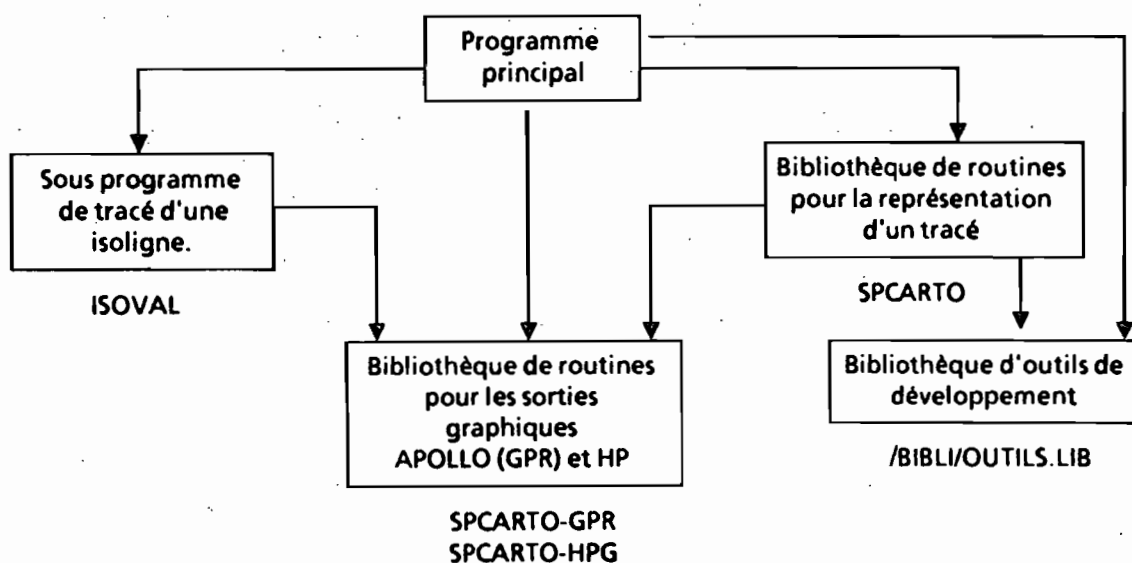 Programme
principal
Sous programme
de tracé d'une
isoligne.
ISOVAL
Bibliothèque de routines
pour la représentation
d'un tracé
SPCARTO
Bibliothèque de routines
pour les sorties
graphiques
APOLLO (GPR) et HP
SPCARTO-GPR
SPCARTO-HPG
Bibliothèque d'outils de
développement
/BIBLI/OUTILS.LIB